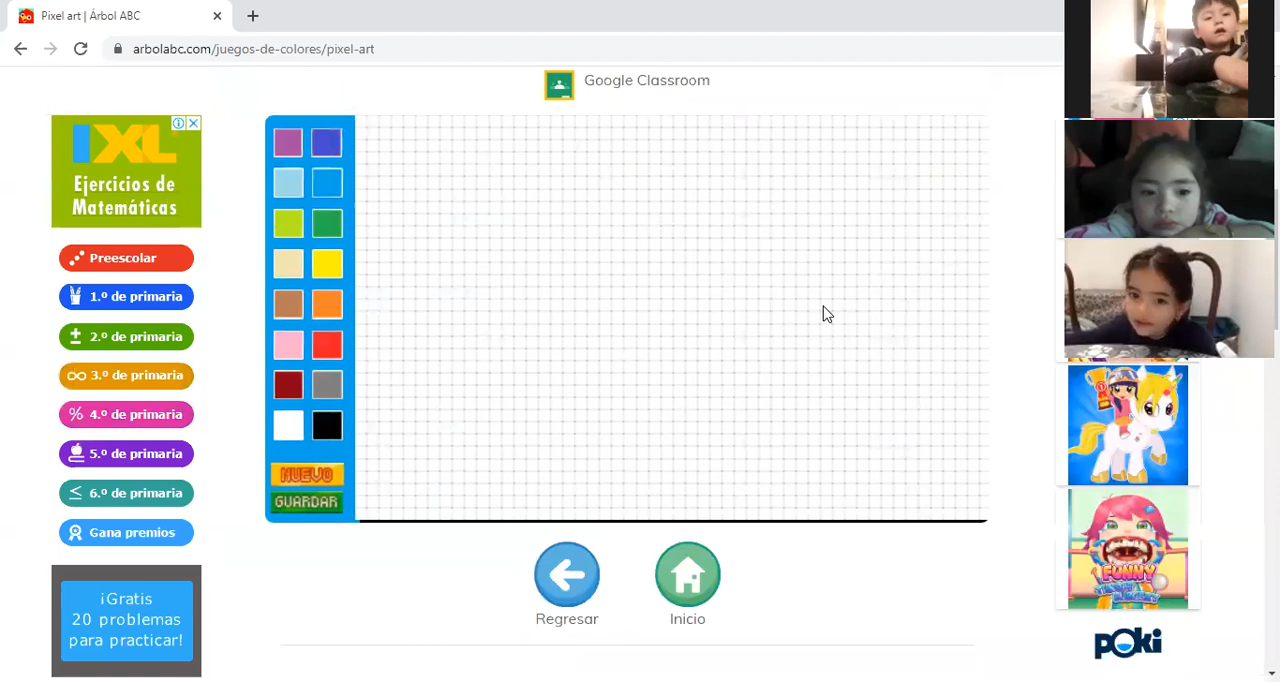 Pixel art | Árbol ABC
arbolabc.com/juegos-de-colores/pixel-art
Google Classroom
IXL
Ejercicios de
Matemáticas
Preescolar
1.º de primaria
2.º de primaria
3.º de primaria
4.º de primaria
5.º de primaria
6.º de primaria
Gana premios
¡Gratis
20 problemas
para practicar!
NUEVO
GUARDAR
Regresar
Inicio
FUNNY
POKI